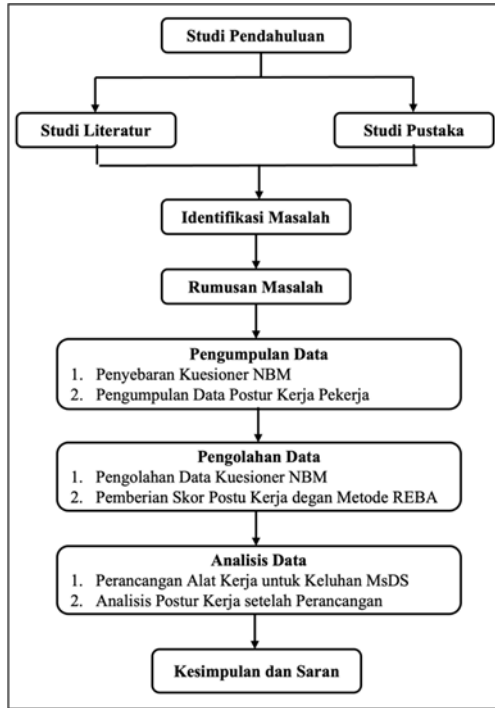 Studi Pendahuluan
Studi Literatur
Studi Pustaka
Identifikasi Masalah
Rumusan Masalah
Pengumpulan Data
1. Penyebaran Kuesioner NBM
2. Pengumpulan Data Postur Kerja Pekerja
Pengolahan Data
1. Pengolahan Data Kuesioner NBM
2. Pemberian Skor Postu Kerja degan Metode REBA
Analisis Data
1. Perancangan Alat Kerja untuk Keluhan MsDS
2. Analisis Postur Kerja setelah Perancangan
Kesimpulan dan Saran